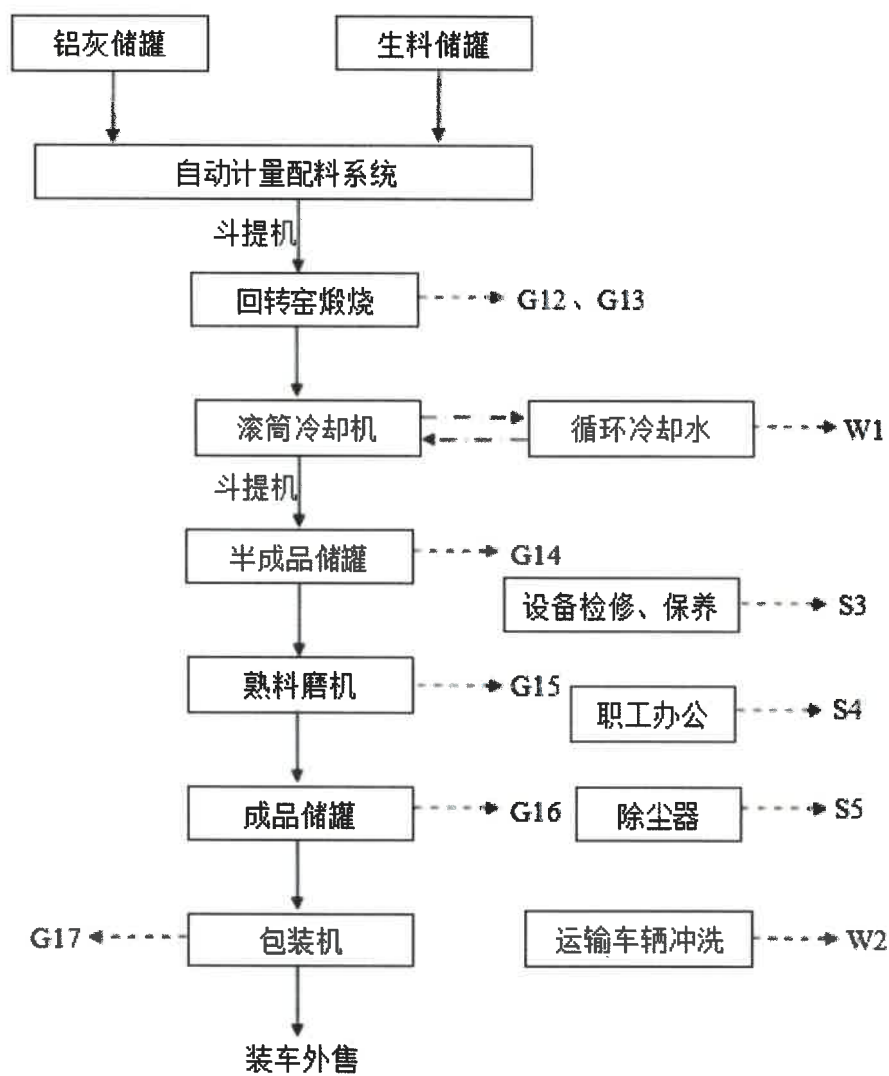 铝灰储罐 生料储罐
自动计量配料系统
斗提机
回转窑煅烧 G12、G13
滚筒冷却机 循环冷却水 W1
斗提机
半成品储罐 G14
设备检修、保养 S3
熟料磨机 G15
职工办公 S4
成品储罐 G16 除尘器 S5
G17 包装机 运输车辆冲洗 W2
装车外售